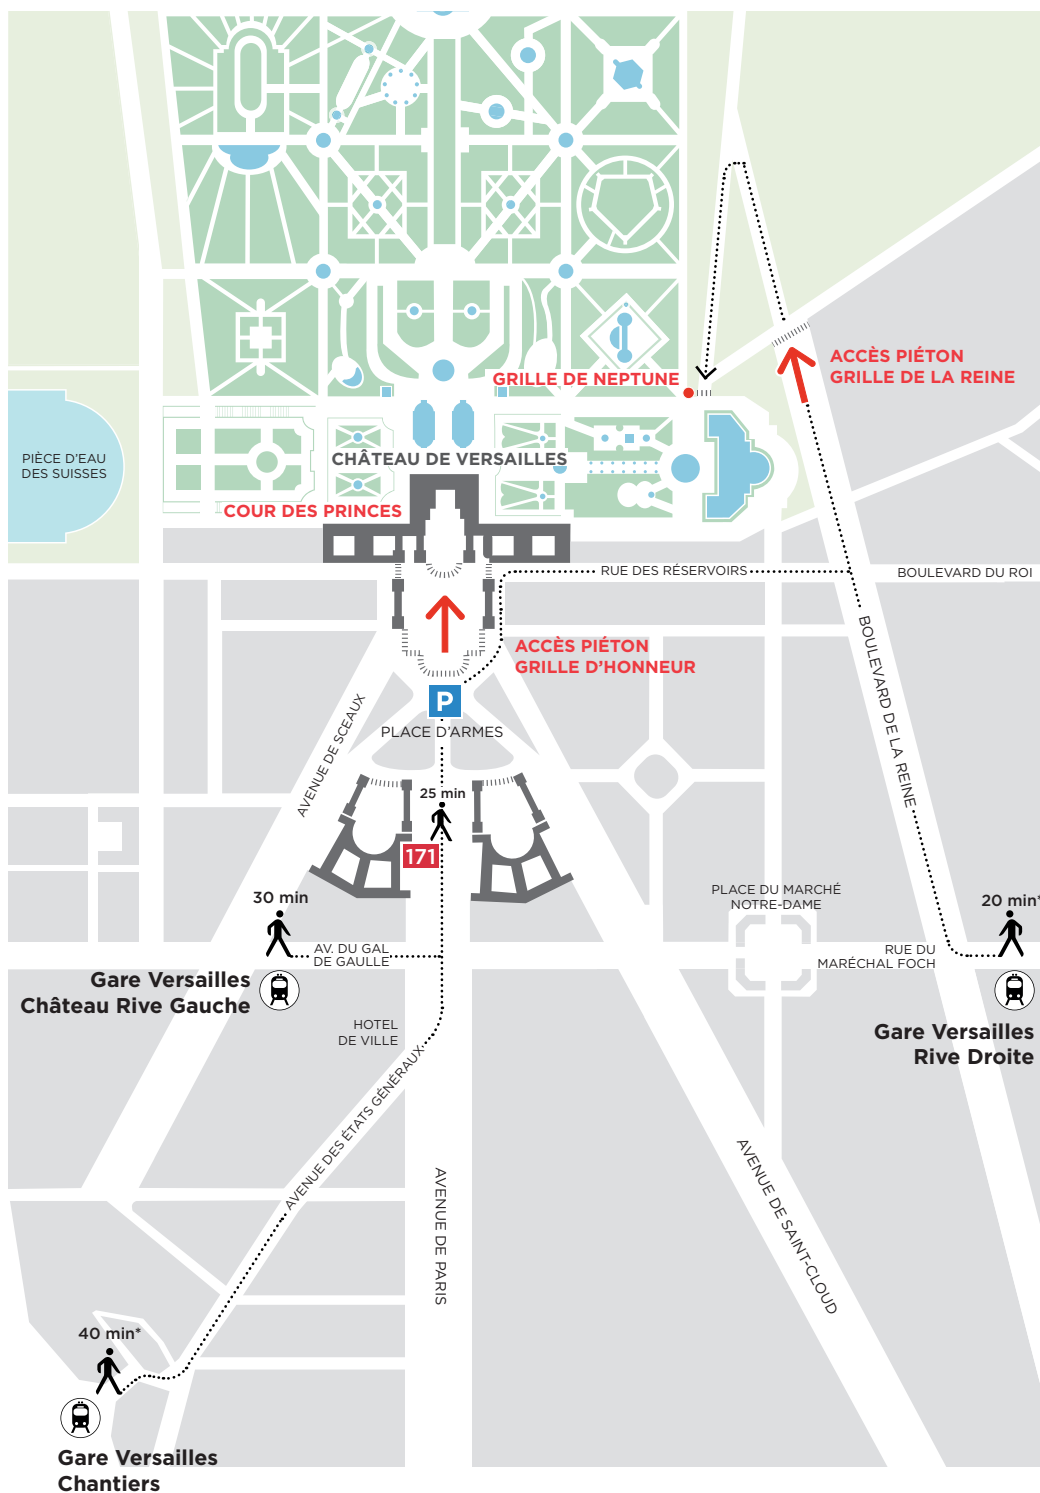 ACCÈS PIÉTON
GRILLE DE LA REINE
GRILLE DE NEPTUNE
PIÈCE D'EAU
DES SUISSES
CHÂTEAU DE VERSAILLES
COUR DES PRINCES
RUE DES RÉSERVOIRS
BOULEVARD DU ROI
ACCÈS PIÉTON
GRILLE D'HONNEUR
BOULEVARD DE LA REINE
P
PLACE D'ARMES
AVENUE DE SCEAUX
25 min
171
30 min
PLACE DU MARCHÉ
NOTRE-DAME
20 min*
AV. DU GAL
DE GAULLE
RUE DU
MARÉCHAL FOCH
Gare Versailles
Château Rive Gauche
HOTEL
DE VILLE
Gare Versailles
Rive Droite
AVENUE DES ÉTATS GÉNÉRAUX
AVENUE DE PARIS
AVENUE DE SAINT-CLOUD
40 min*
Gare Versailles
Chantiers